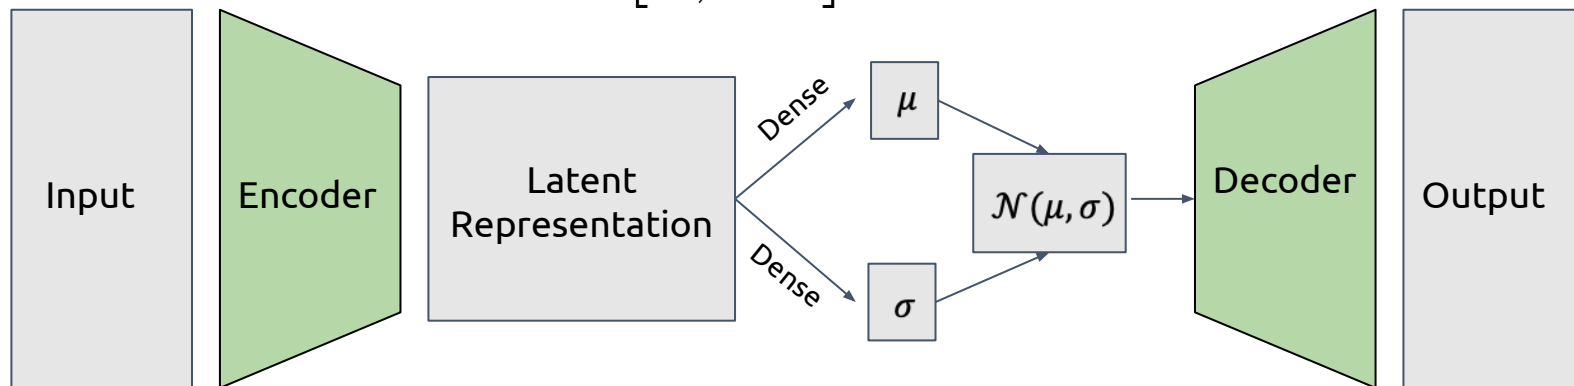 Input
Encoder
Latent
Representation
Dense
Dense
μ
σ
𝒩(μ, σ)
Decoder
Output